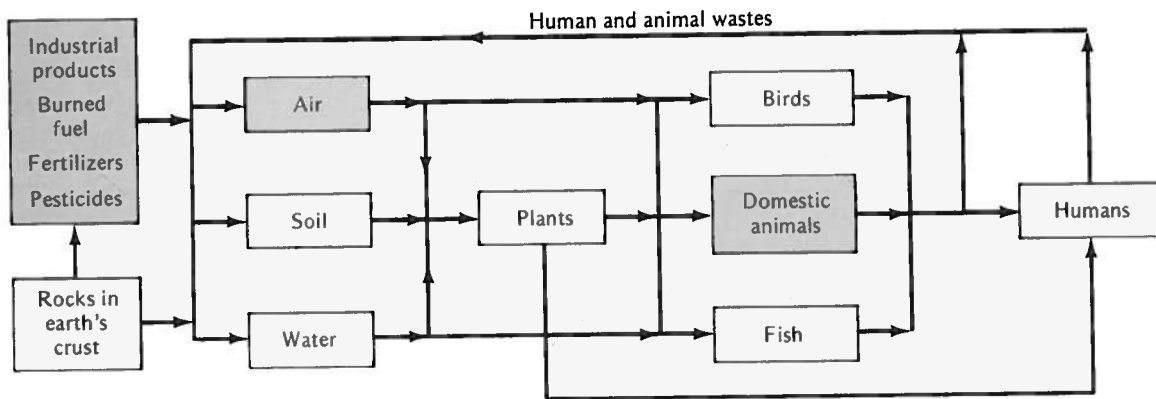 Human and animal wastes
Industrial
products
Burned
fuel
Fertilizers
Pesticides
Rocks in
earth's
crust
Air
Soil
Water
Plants
Birds
Domestic
animals
Fish
Humans